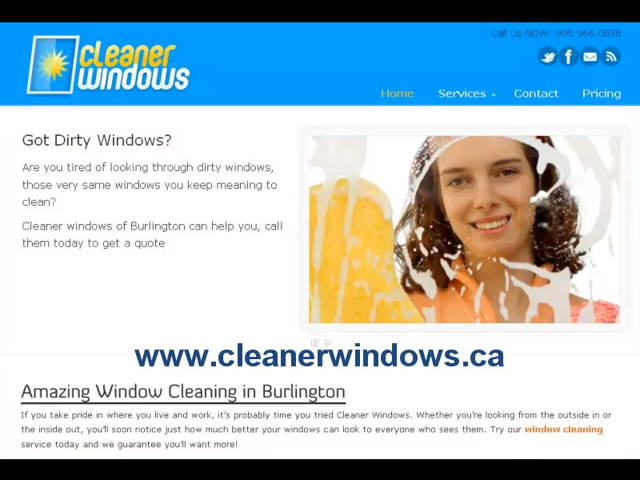 Call Us NOW: 905 966 0838
cleaner
windows
Home Services Contact Pricing
Got Dirty Windows?
Are you tired of looking through dirty windows,
those very same windows you keep meaning to
clean?
Cleaner windows of Burlington can help you, call
them today to get a quote
www.cleanerwindows.ca
Amazing Window Cleaning in Burlington
If you take pride in where you live and work, it's probably time you tried Cleaner Windows. Whether you're looking from the outside in or
the inside out, you'll soon notice just how much better your windows can look to everyone who sees them. Try our window cleaning
service today and we guarantee you'll want more!